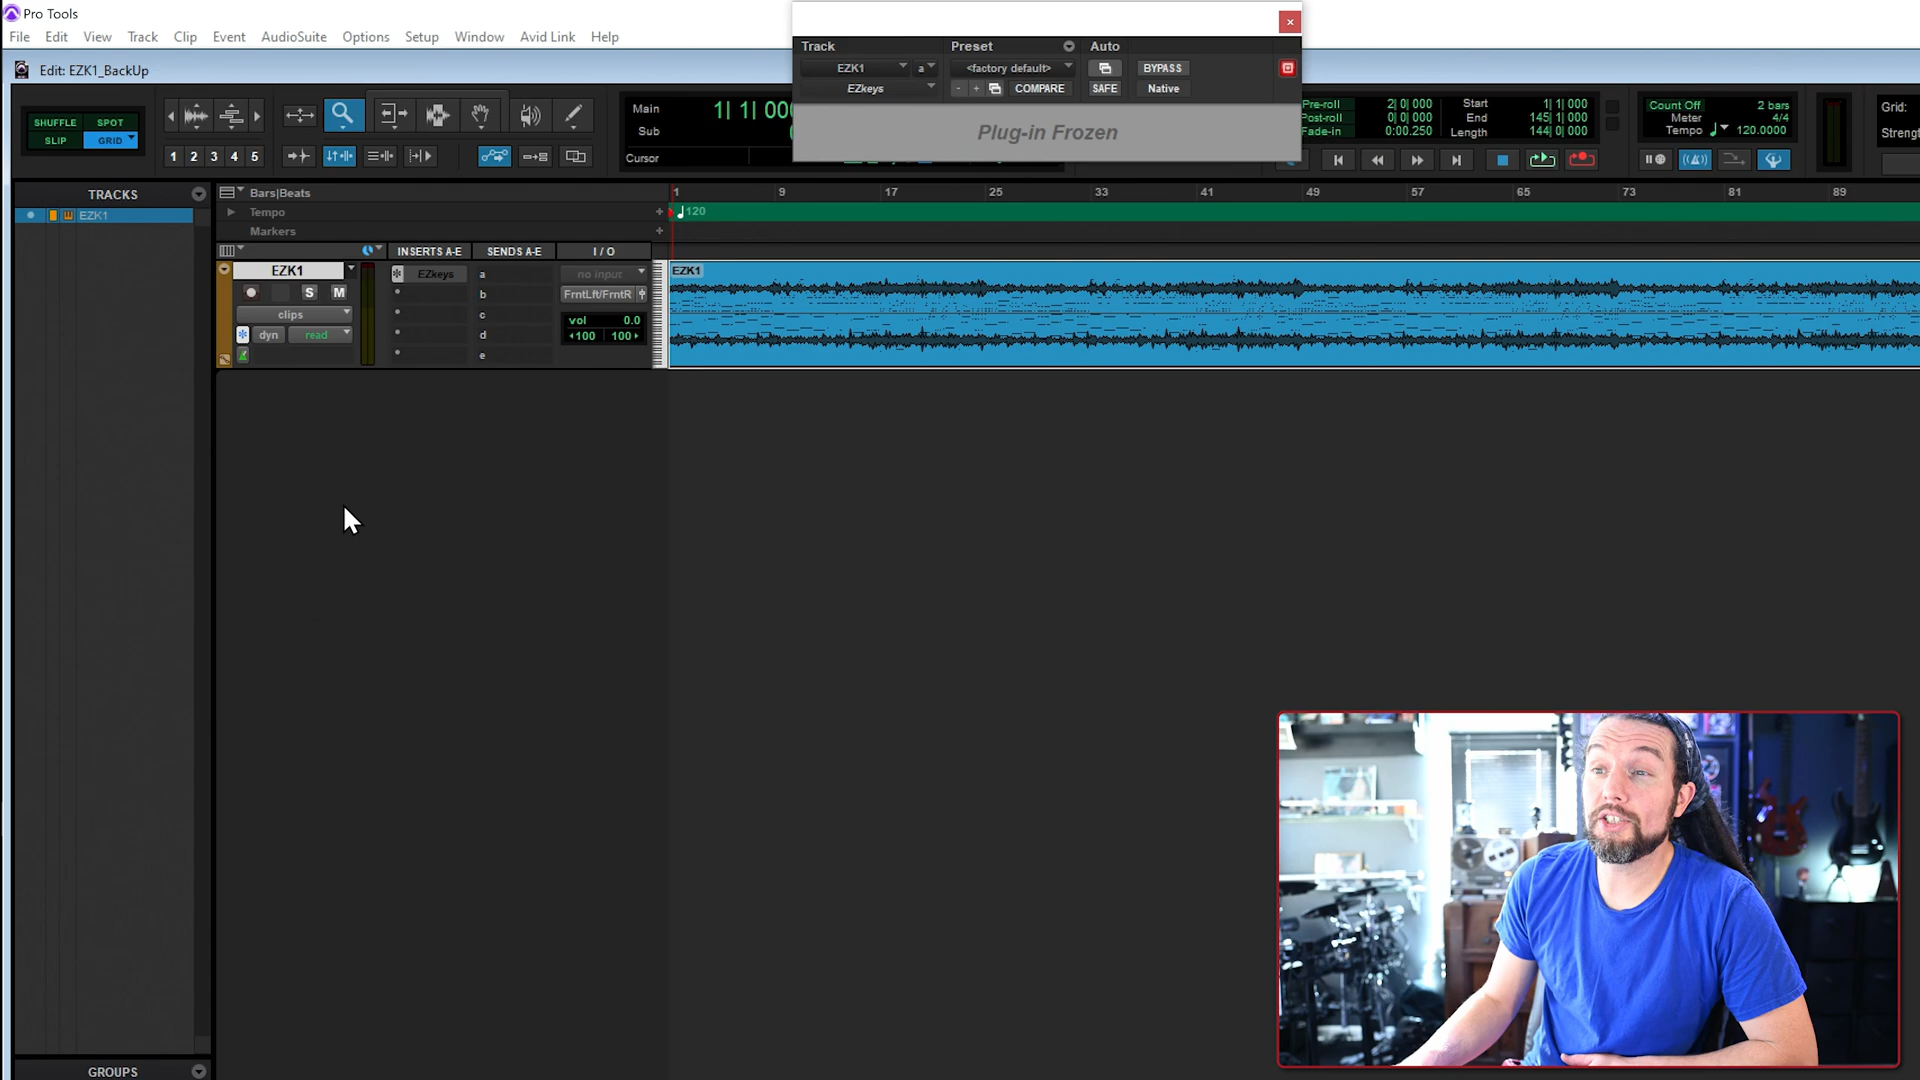 Pro Tools
File Edit View Track Clip Event AudioSuite Options Setup Window Avid Link Help
Edit: EZK1_BackUp
Track Preset Auto
EZK1 a <factory default> BYPASS
EZkeys - + COMPARE SAFE Native
Plug-in Frozen
SHUFFLE SPOT
SLIP GRID
1 2 3 4 5
Main 1| 1| 000
Sub
Cursor
Pre-roll 2| 0| 000
Post-roll 0| 0| 000
Fade-in 0:00.250
Start 1| 1| 000
End 145| 1| 000
Length 144| 0| 000
Count Off 2 bars
Meter 4/4
Tempo 120.0000
Grid:
Strengt
TRACKS
EZK1
Bars|Beats 1 9 17 25 33 41 49 57 65 73 81 89
Tempo + 120
Markers +
INSERTS A-E SENDS A-E I / O
EZK1
S M
clips
dyn read
EZkeys
a
b
c
d
e
no input
FrntLft/FrntR
vol 0.0
100 100
EZK1
GROUPS